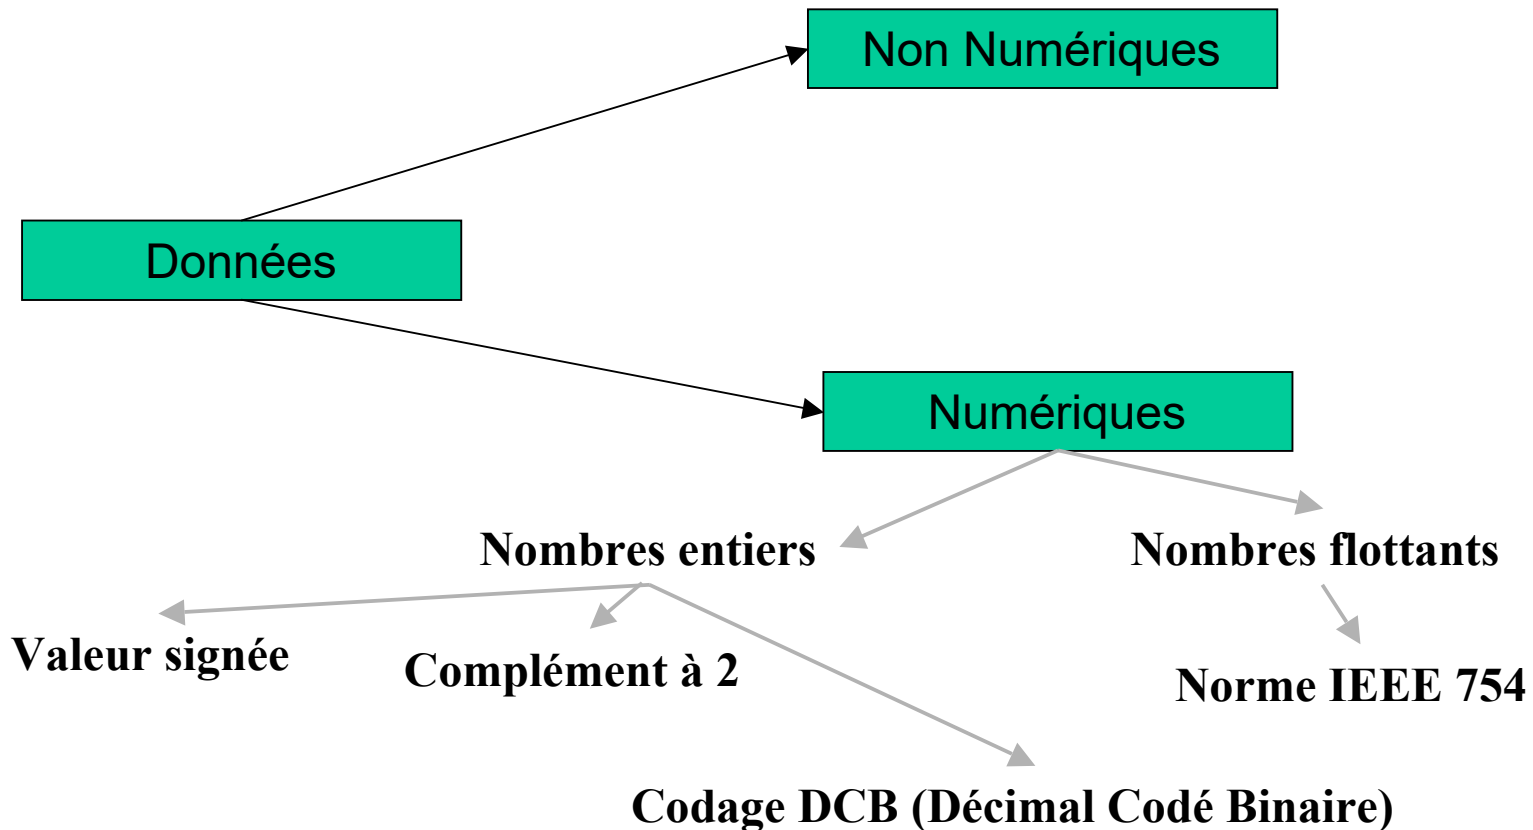 Non Numériques
Données
Numériques
Nombres entiers
Nombres flottants
Valeur signée
Complément à 2
Norme IEEE 754
Codage DCB (Décimal Codé Binaire)